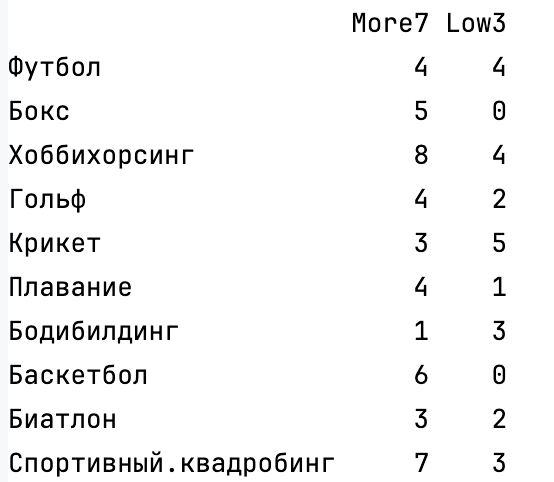 More7 Low3
Футбол 4 4
Бокс 5 0
Хоббихорсинг 8 4
Гольф 4 2
Крикет 3 5
Плавание 4 1
Бодибилдинг 1 3
Баскетбол 6 0
Биатлон 3 2
Спортивный.квадробинг 7 3